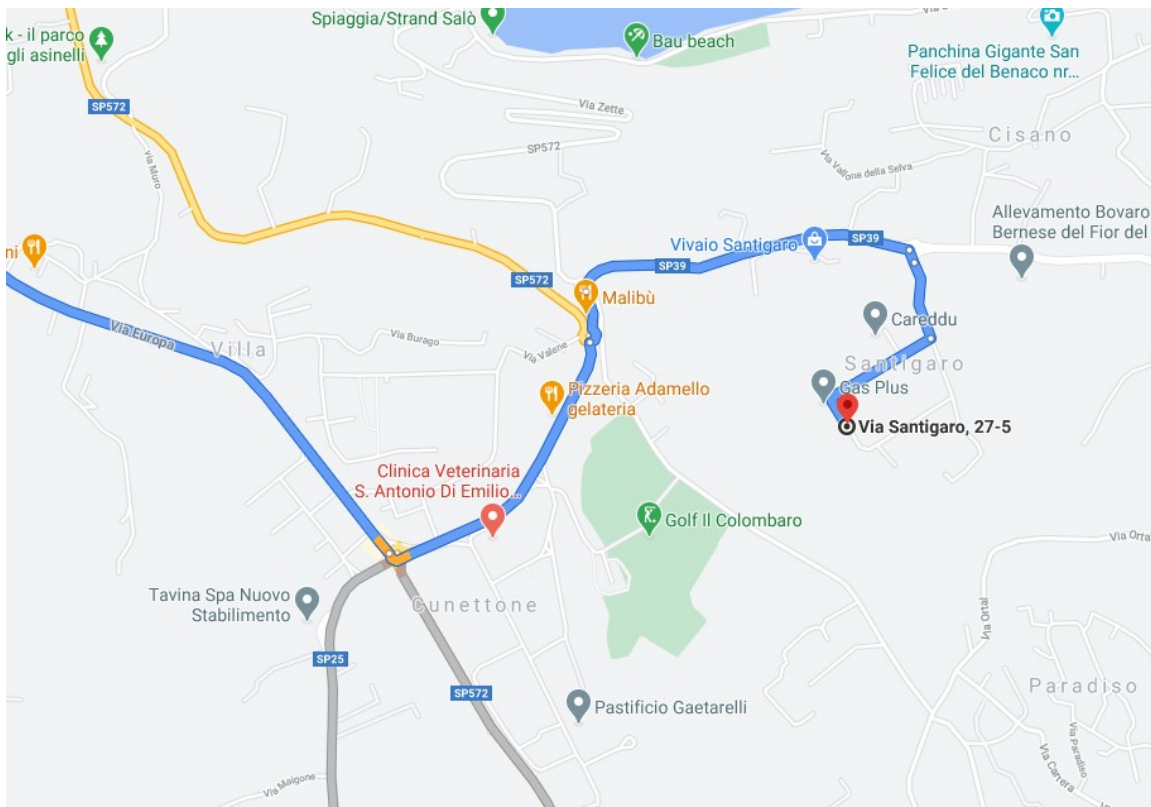 Spiaggia/Strand Salò
k - il parco
gli asinelli
Bau beach
Panchina Gigante San
Felice del Benaco nr...
SP572
Via Zette
Cisano
SP572
Via Muro
Via Vallone della Selva
Allevamento Bovaro
Bernese del Fior del
ni
Vivaio Santigaro
SP39
SP39
SP572
Malibù
Careddu
Via Europa
Villa
Via Burago
Via Valene
Santigaro
Gas Plus
Pizzeria Adamello
gelateria
Via Santigaro, 27-5
Clinica Veterinaria
S. Antonio Di Emilio...
Golf Il Colombaro
Via Ortal
Tavina Spa Nuovo
Stabilimento
Cunettone
Via Ortal
SP25
SP572
Paradiso
Pastificio Gaetarelli
Via Paradiso
Via Carrera
Via Maigone